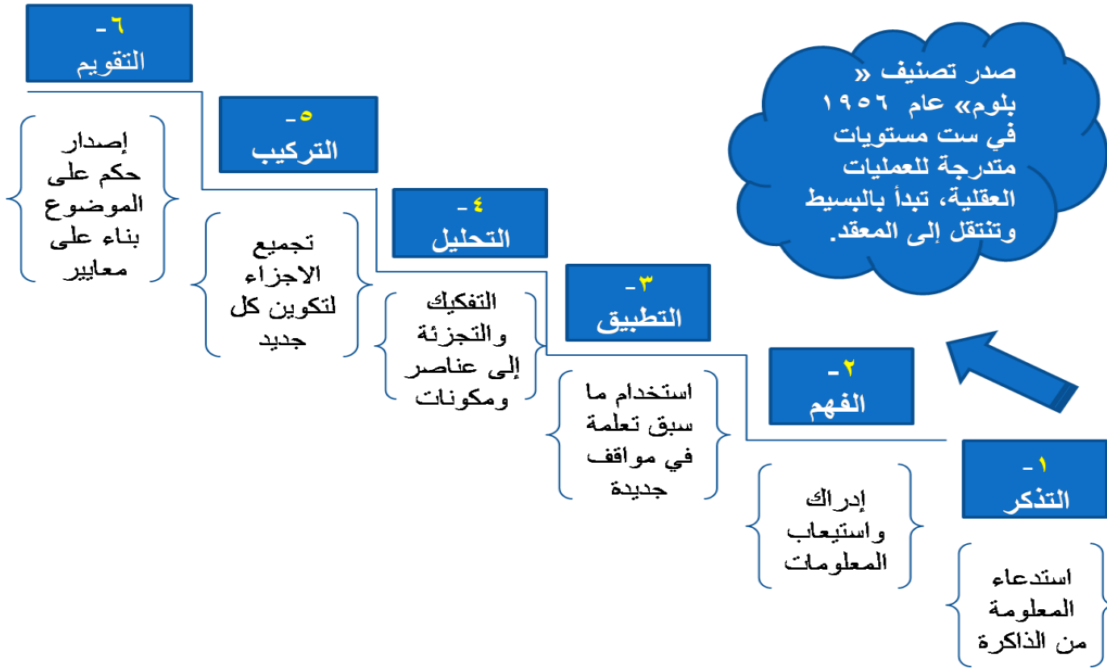 صدر تصنيف «
بلوم» عام ١٩٥٦
في ست مستويات
متدرجة للعمليات
العقلية، تبدأ بالبسيط
وتنتقل إلى المعقد.
١-
التذكر
استدعاء
المعلومة
من الذاكرة
٢-
الفهم
إدراك
واستيعاب
المعلومات
٣-
التطبيق
استخدام ما
سبق تعلمة
في مواقف
جديدة
٤-
التحليل
التفكيك
والتجزئة
إلى عناصر
ومكونات
٥-
التركيب
تجميع
الاجزاء
لتكوين كل
جديد
٦-
التقويم
إصدار
حكم على
الموضوع
بناء على
معايير